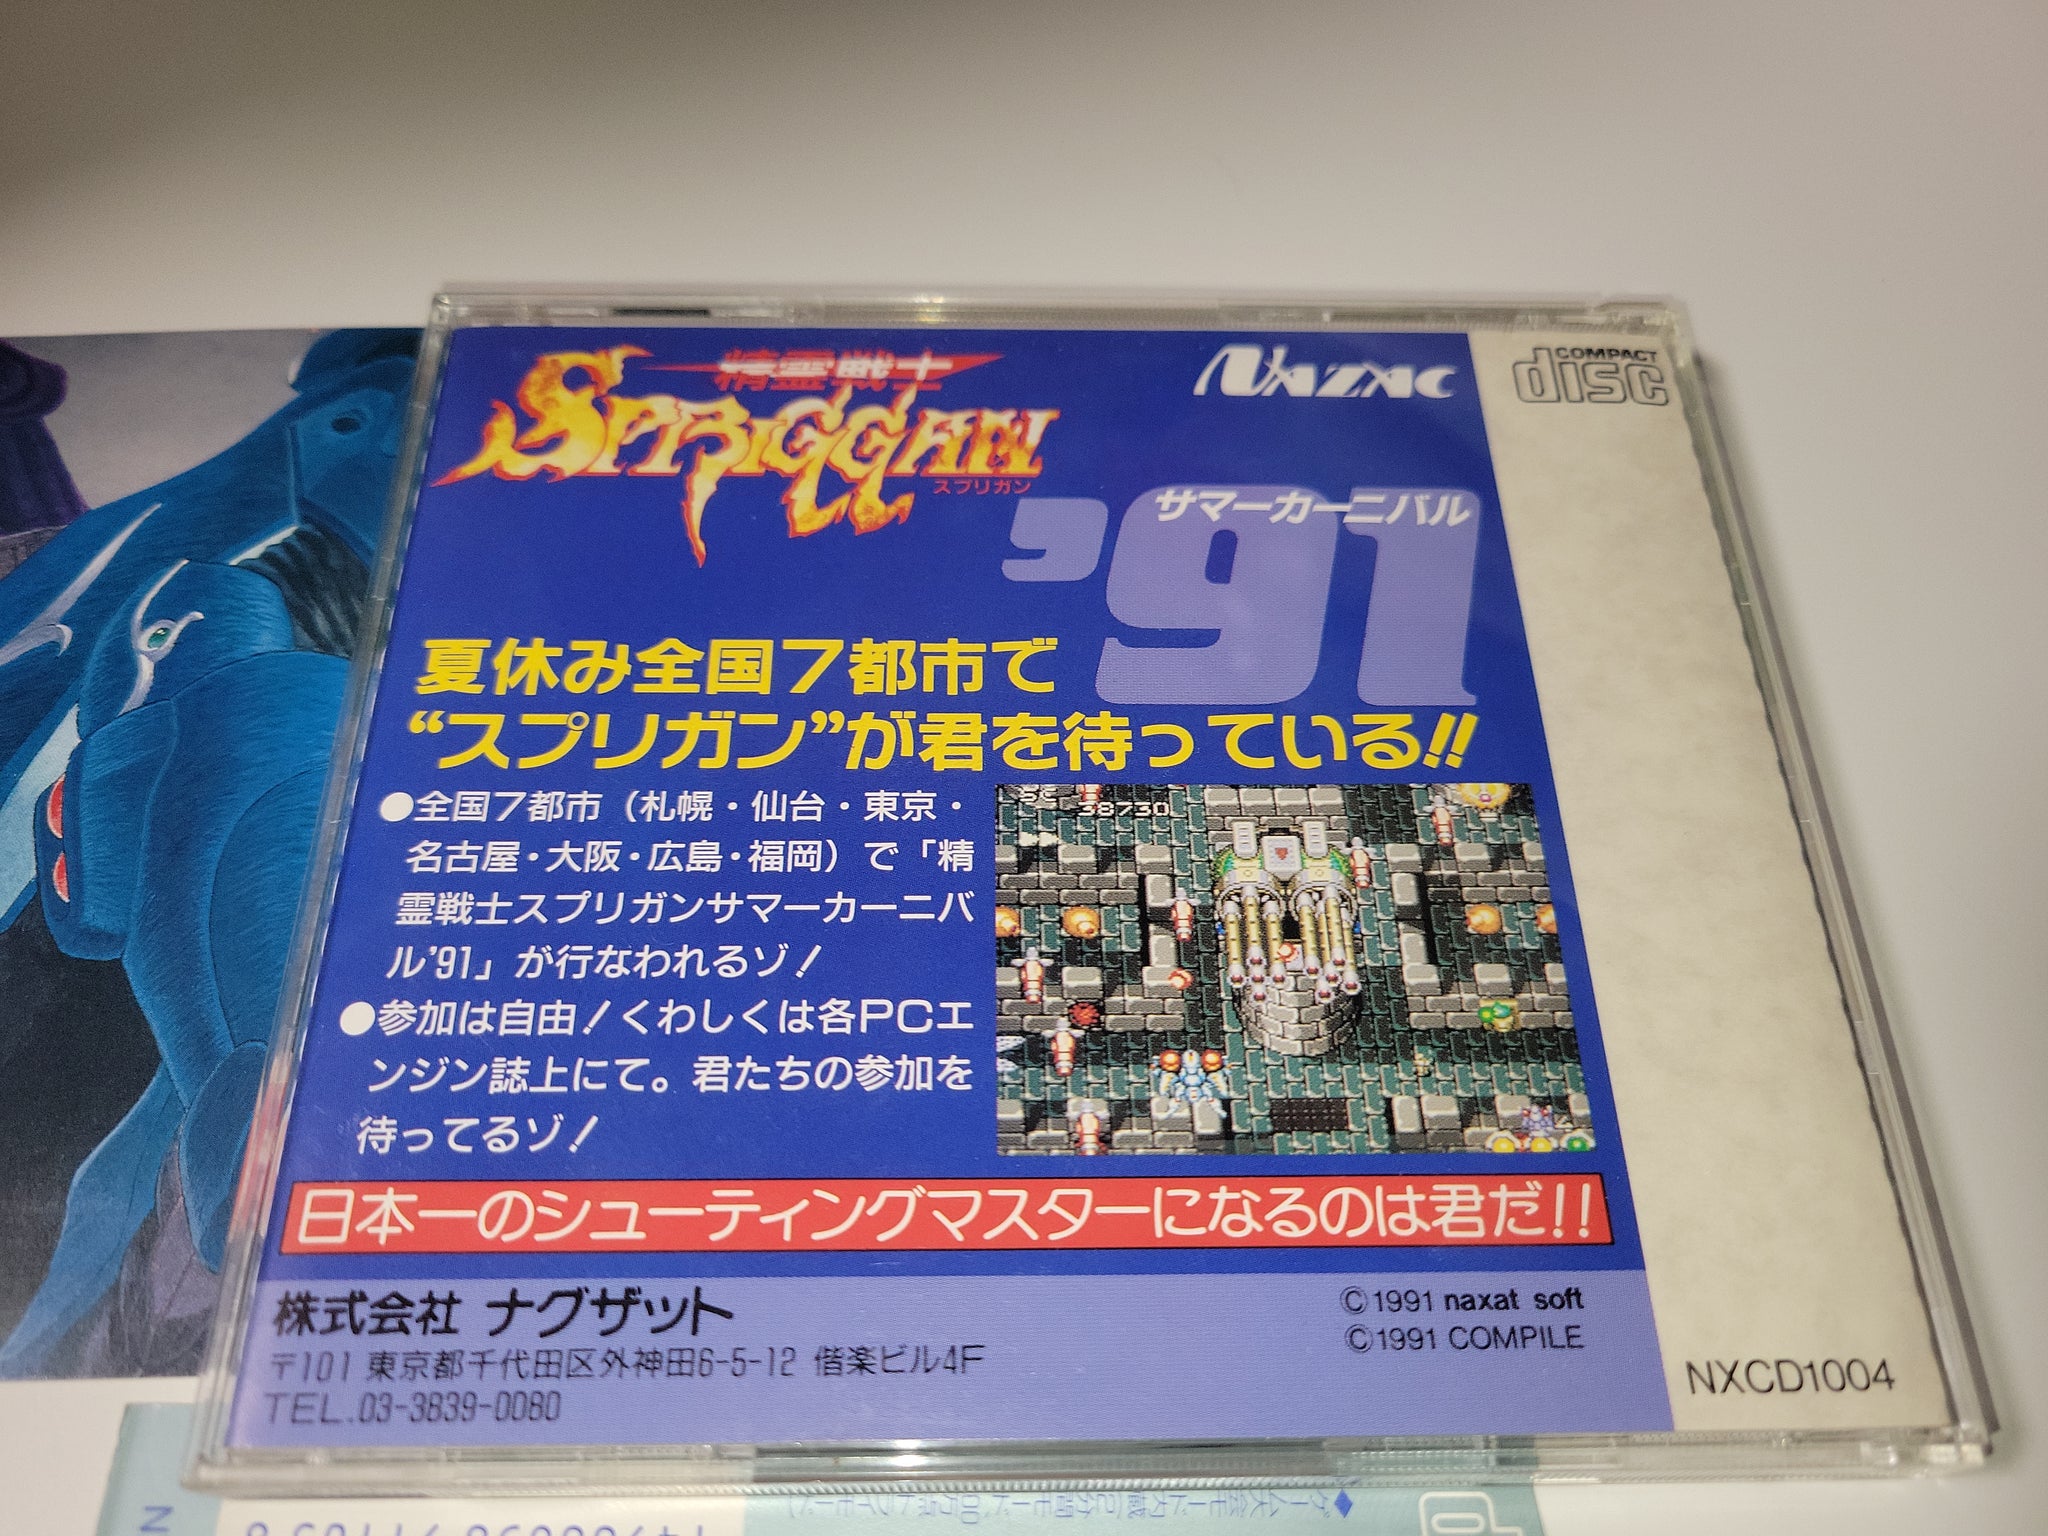 精霊戦士
SPRIGGAN
スプリガン
NAZAC
COMPACT
disc
サマーカーニバル
'91
夏休み全国7都市で
“スプリガン”が君を待っている!!
●全国7都市（札幌・仙台・東京・
名古屋・大阪・広島・福岡）で「精
霊戦士スプリガンサマーカーニバ
ル'91」が行なわれるゾ！
●参加は自由！くわしくは各PCエ
ンジン誌上にて。君たちの参加を
待ってるゾ！
SC 38730
日本一のシューティングマスターになるのは君だ!!
株式会社 ナグザット
〒101 東京都千代田区外神田6-5-12 偕楽ビル4F
TEL.03-3839-0080
©1991 naxat soft
©1991 COMPILE
NXCD1004